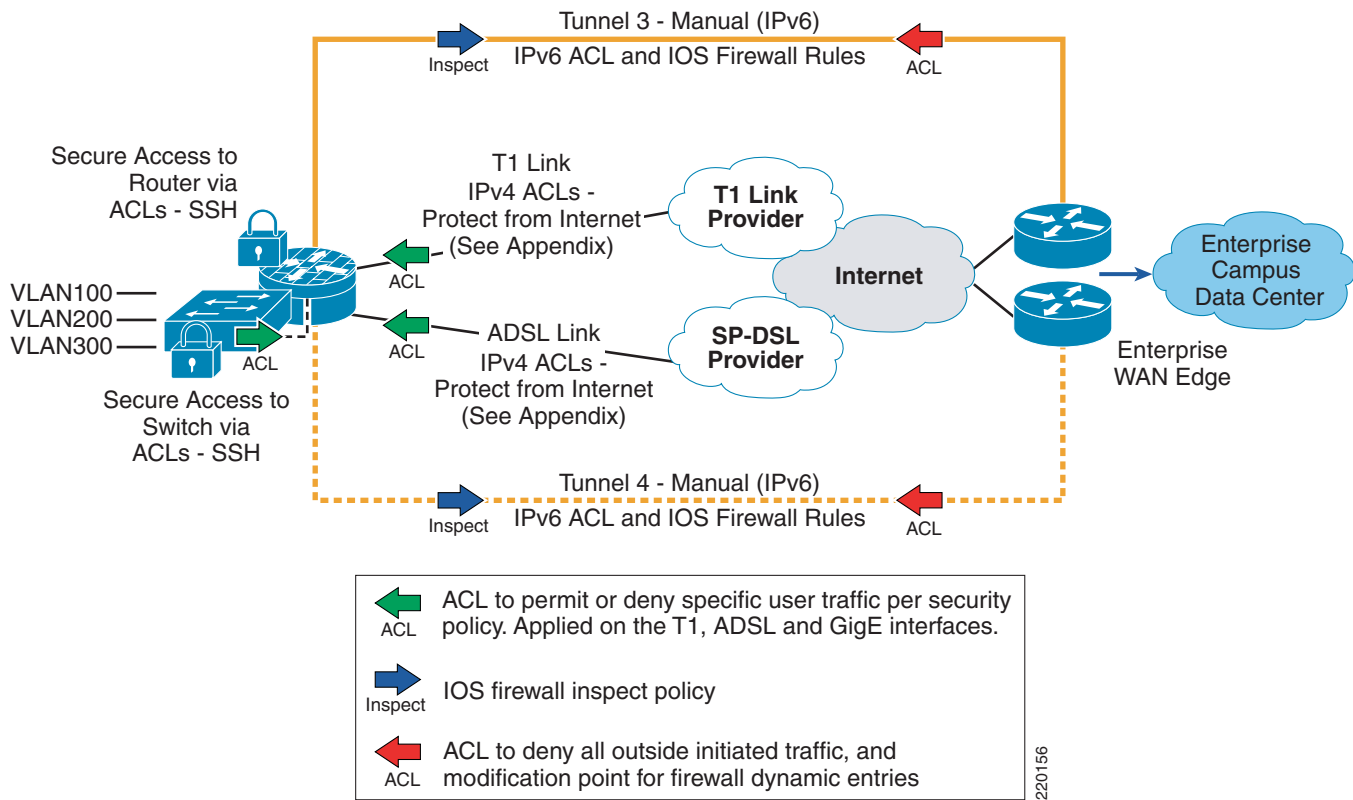 Tunnel 3 - Manual (IPv6)
Inspect
IPv6 ACL and IOS Firewall Rules
ACL
Secure Access to
Router via
ACLs - SSH
T1 Link
IPv4 ACLs -
Protect from Internet
(See Appendix)
ACL
T1 Link
Provider
Internet
Enterprise
Campus
Data Center
VLAN100
VLAN200
VLAN300
ACL
ACL
ADSL Link
IPv4 ACLs -
Protect from Internet
(See Appendix)
SP-DSL
Provider
Enterprise
WAN Edge
Secure Access to
Switch via
ACLs - SSH
Tunnel 4 - Manual (IPv6)
Inspect
IPv6 ACL and IOS Firewall Rules
ACL
ACL
ACL to permit or deny specific user traffic per security
policy. Applied on the T1, ADSL and GigE interfaces.
Inspect
IOS firewall inspect policy
ACL
ACL to deny all outside initiated traffic, and
modification point for firewall dynamic entries
220156